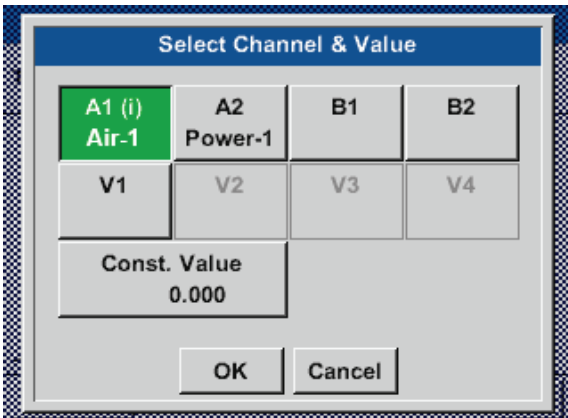 Select Channel & Value
A1 (i) A2 B1 B2
Air-1 Power-1
V1 V2 V3 V4
Const. Value
0.000
OK Cancel